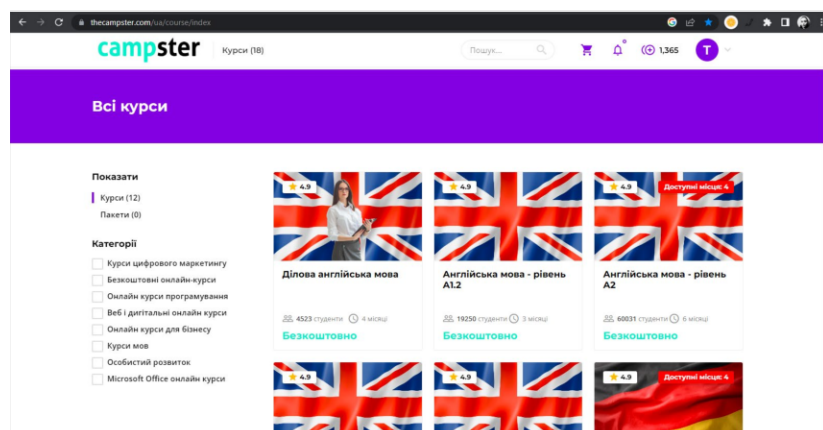 thecampster.com/ua/course/index
campster
Курси (18)
Пошук...
1,365
T
Всі курси
Показати
Курси (12)
Пакети (0)
Категорії
Курси цифрового маркетингу
Безкоштовні онлайн-курси
Онлайн курси програмування
Веб і дигітальні онлайн курси
Онлайн курси для бізнесу
Курси мов
Особистий розвиток
Microsoft Office онлайн курси
4.9
Ділова англійська мова
4523 студенти 4 місяці
Безкоштовно
4.9
Англійська мова - рівень
A1.2
19250 студенти 3 місяці
Безкоштовно
4.9
Доступні місця: 4
Англійська мова - рівень
A2
60031 студенти 6 місяці
Безкоштовно
4.9
4.9
4.9
Доступні місця: 4